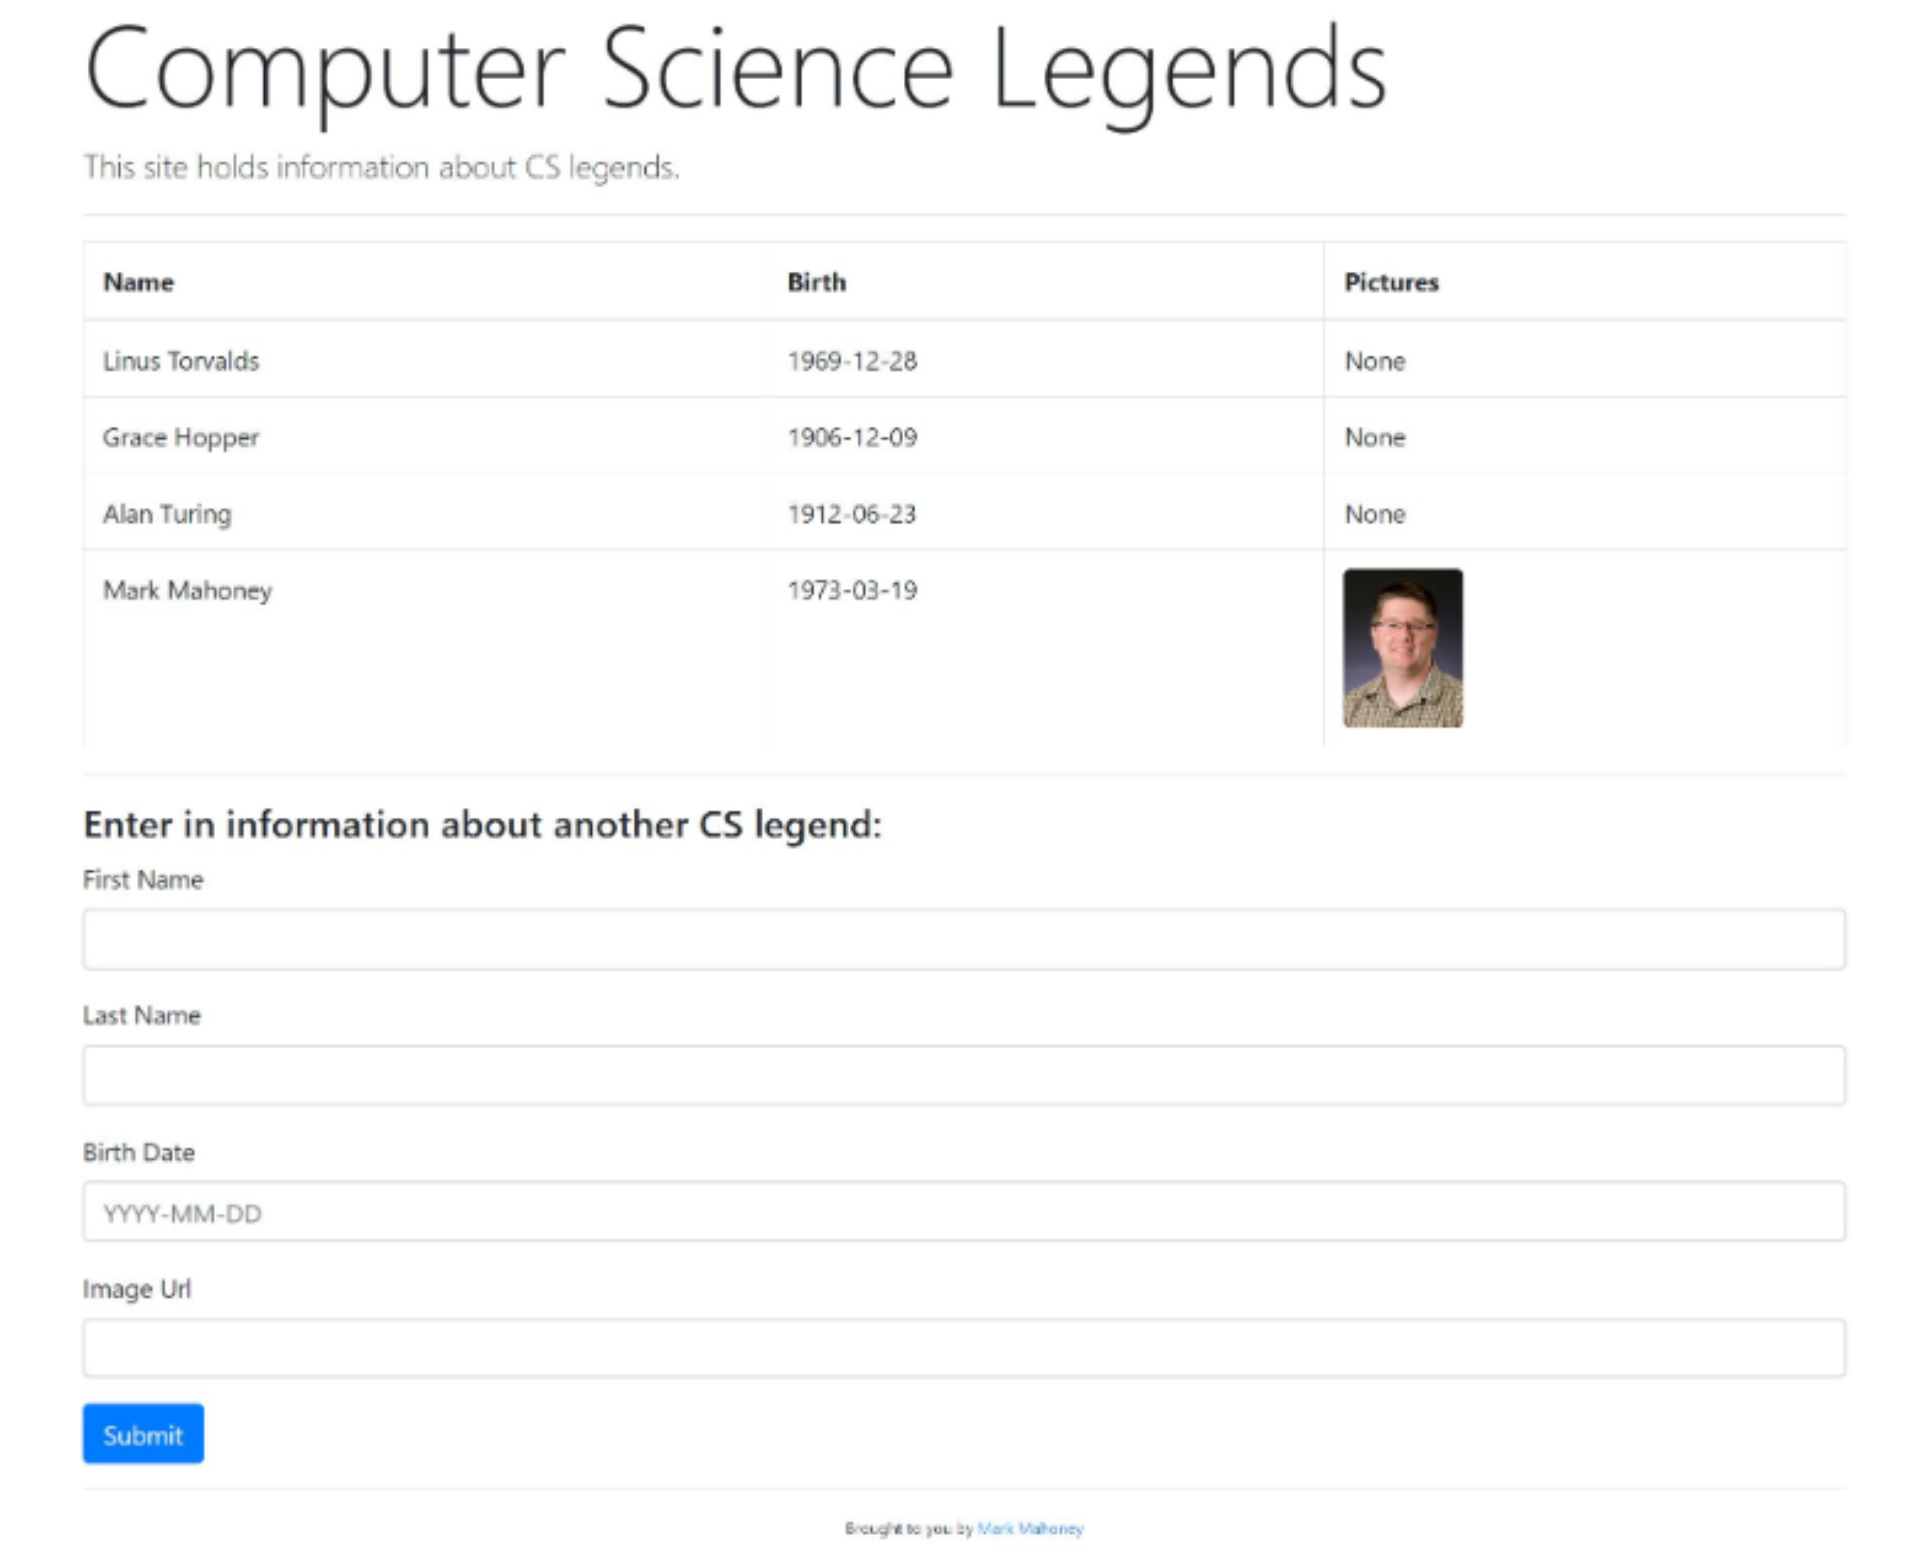 Computer Science Legends
This site holds information about CS legends.
Name Birth Pictures
Linus Torvalds 1969-12-28 None
Grace Hopper 1906-12-09 None
Alan Turing 1912-06-23 None
Mark Mahoney 1973-03-19
Enter in information about another CS legend:
First Name
Last Name
Birth Date
YYYY-MM-DD
Image Url
Submit
Brought to you by Mark Mahoney